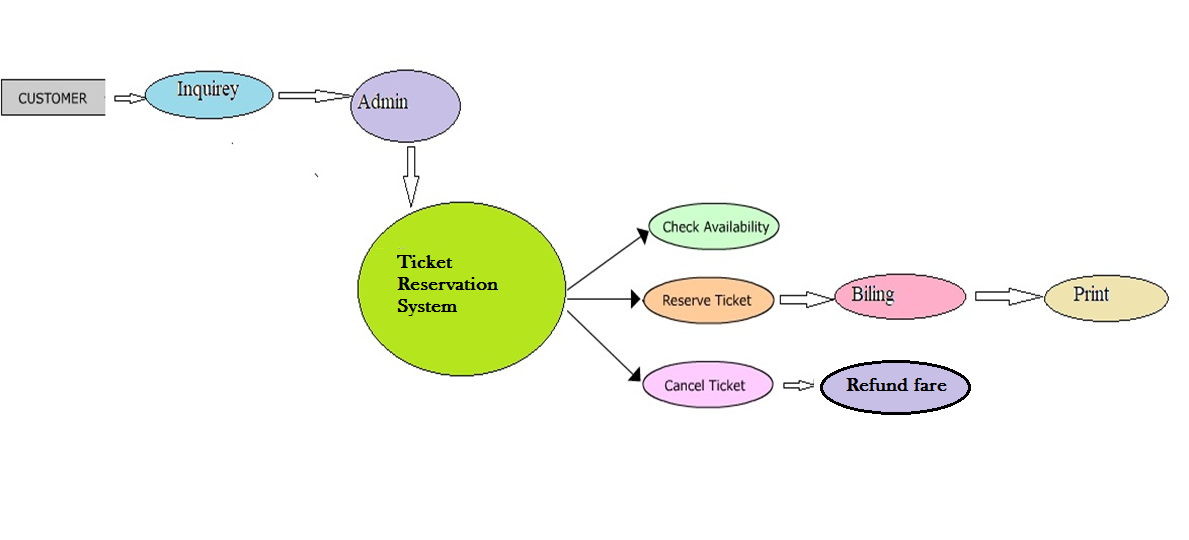 CUSTOMER
Inquirey
Admin
Ticket
Reservation
System
Check Availability
Reserve Ticket
Biling
Print
Cancel Ticket
Refund fare